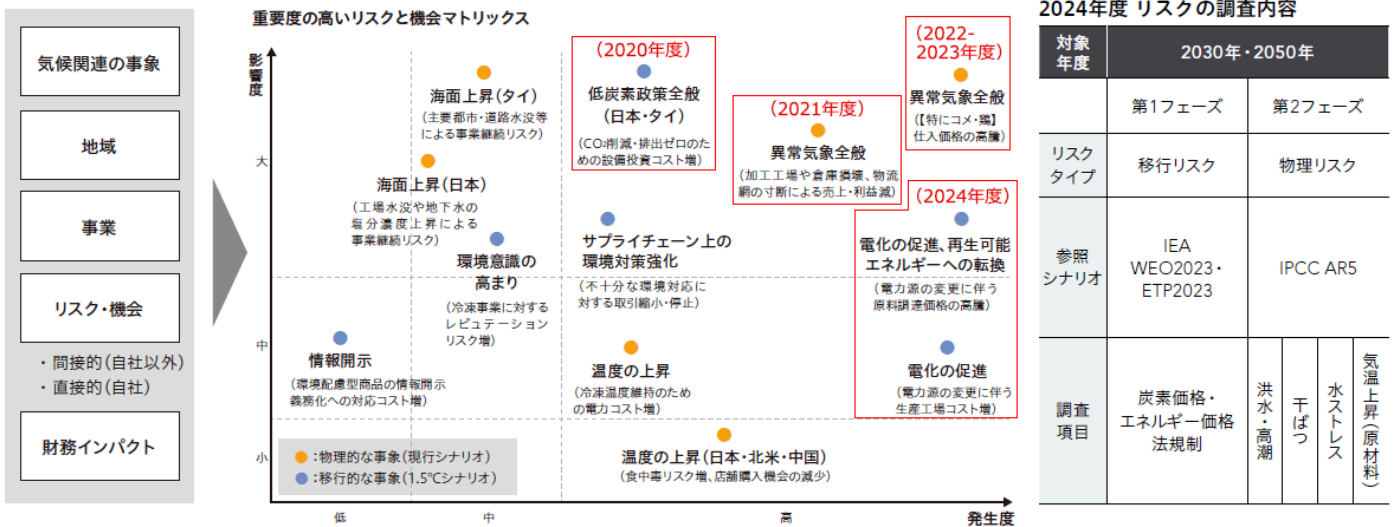 気候関連の事象
地域
事業
リスク・機会
・間接的(自社以外)
・直接的(自社)
財務インパクト
重要度の高いリスクと機会マトリックス
影響度
大
中
小
海面上昇(タイ)
(主要都市・道路水没等
による事業継続リスク)
海面上昇(日本)
(工場水没や地下水の
塩分濃度上昇による
事業継続リスク)
環境意識の
高まり
(冷凍事業に対する
レピュテーション
リスク増)
情報開示
(環境配慮型商品の情報開示
義務化への対応コスト増)
(2020年度)
低炭素政策全般
(日本・タイ)
(CO₂削減・排出ゼロのた
めの設備投資コスト増)
(2021年度)
異常気象全般
(加工工場や倉庫損壊、物流
網の寸断による売上・利益減)
(2022-
2023年度)
異常気象全般
(【特にコメ・鶏】
仕入価格の高騰)
サプライチェーン上の
環境対策強化
(不十分な環境対応に
対する取引縮小・停止)
(2024年度)
電化の促進、再生可能
エネルギーへの転換
(電力源の変更に伴う
原料調達価格の高騰)
温度の上昇
(冷凍温度維持のため
の電力コスト増)
電化の促進
(電力源の変更に伴う
生産工場コスト増)
温度の上昇(日本・北米・中国)
(食中毒リスク増、店舗購入機会の減少)
:物理的な事象(現行シナリオ)
:移行的な事象(1.5℃シナリオ)
低
中
高
発生度
2024年度 リスクの調査内容
対象
年度
2030年・2050年
第1フェーズ
第2フェーズ
リスク
タイプ
移行リスク
物理リスク
参照
シナリオ
IEA
WEO2023・
ETP2023
IPCC AR5
調査
項目
炭素価格・
エネルギー価格
法規制
洪水・高潮
干ばつ
水ストレス
気温上昇(原材料)